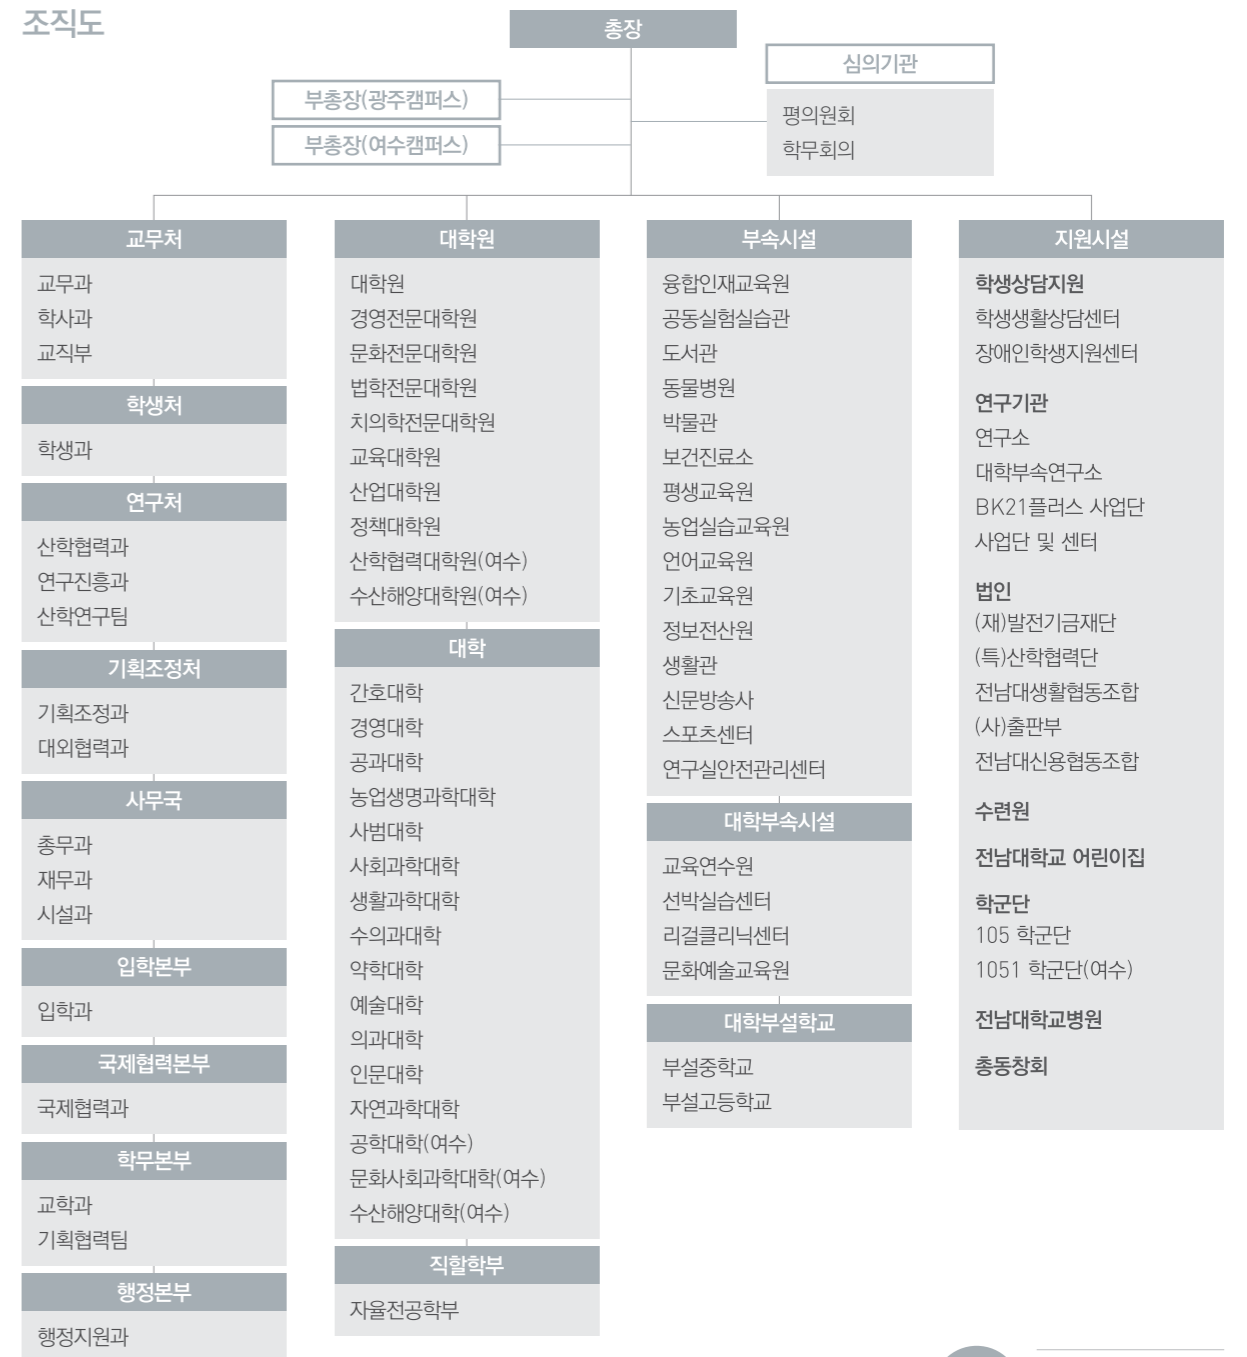 조직도
총장
심의기관
평의원회
학무회의
부총장(광주캠퍼스)
부총장(여수캠퍼스)
교무처
교무과
학사과
교직부
학생처
학생과
연구처
산학협력과
연구진흥과
산학연구팀
기획조정처
기획조정과
대외협력과
사무국
총무과
재무과
시설과
입학본부
입학과
국제협력본부
국제협력과
학무본부
교학과
기획협력팀
행정본부
행정지원과
대학원
대학원
경영전문대학원
문화전문대학원
법학전문대학원
치의학전문대학원
교육대학원
산업대학원
정책대학원
산학협력대학원(여수)
수산해양대학원(여수)
대학
간호대학
경영대학
공과대학
농업생명과학대학
사범대학
사회과학대학
생활과학대학
수의과대학
약학대학
예술대학
의과대학
인문대학
자연과학대학
공학대학(여수)
문화사회과학대학(여수)
수산해양대학(여수)
직할학부
자율전공학부
부속시설
융합인재교육원
공동실험실습관
도서관
동물병원
박물관
보건진료소
평생교육원
농업실습교육원
언어교육원
기초교육원
정보전산원
생활관
신문방송사
스포츠센터
연구실안전관리센터
대학부속시설
교육연수원
선박실습센터
리걸클리닉센터
문화예술교육원
대학부설학교
부설중학교
부설고등학교
지원시설
학생상담지원
학생생활상담센터
장애인학생지원센터
연구기관
연구소
대학부속연구소
BK21플러스 사업단
사업단 및 센터
법인
(재)발전기금재단
(특)산학협력단
전남대생활협동조합
(사)출판부
전남대신용협동조합
수련원
전남대학교 어린이집
학군단
105 학군단
1051 학군단(여수)
전남대학교병원
총동창회